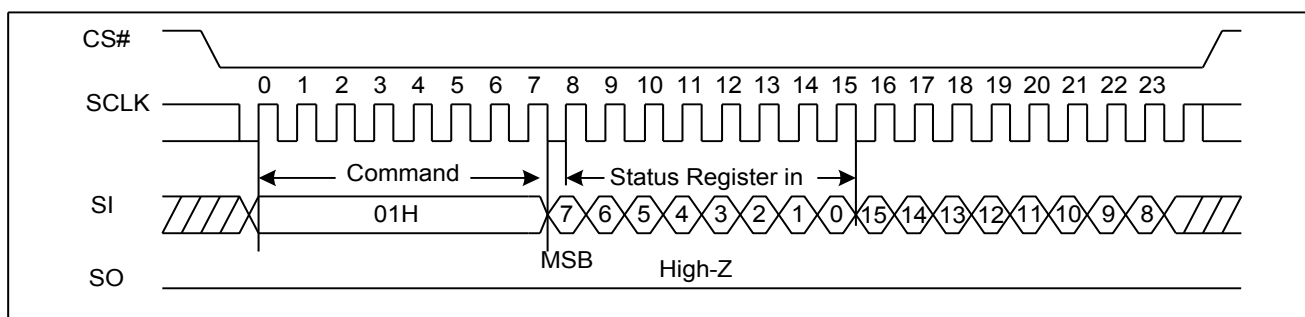 CS#
0 1 2 3 4 5 6 7 8 9 10 11 12 13 14 15 16 17 18 19 20 21 22 23
SCLK
Command Status Register in
SI 01H 7 6 5 4 3 2 1 0 15 14 13 12 11 10 9 8
MSB High-Z
SO